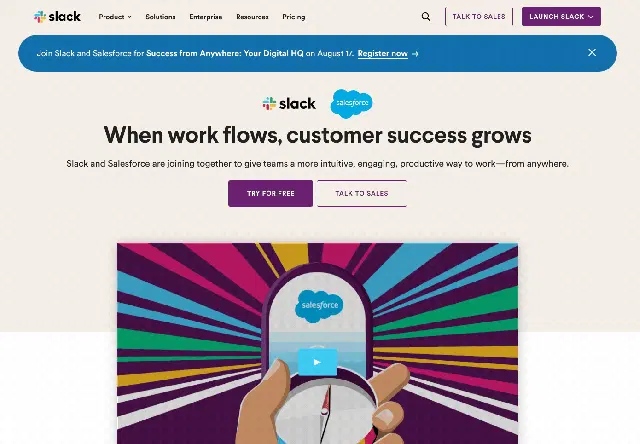 slack Product Solutions Enterprise Resources Pricing TALK TO SALES LAUNCH SLACK
Join Slack and Salesforce for Success from Anywhere: Your Digital HQ on August 17. Register now →
slack salesforce
When work flows, customer success grows
Slack and Salesforce are joining together to give teams a more intuitive, engaging, productive way to work—from anywhere.
TRY FOR FREE TALK TO SALES
salesforce